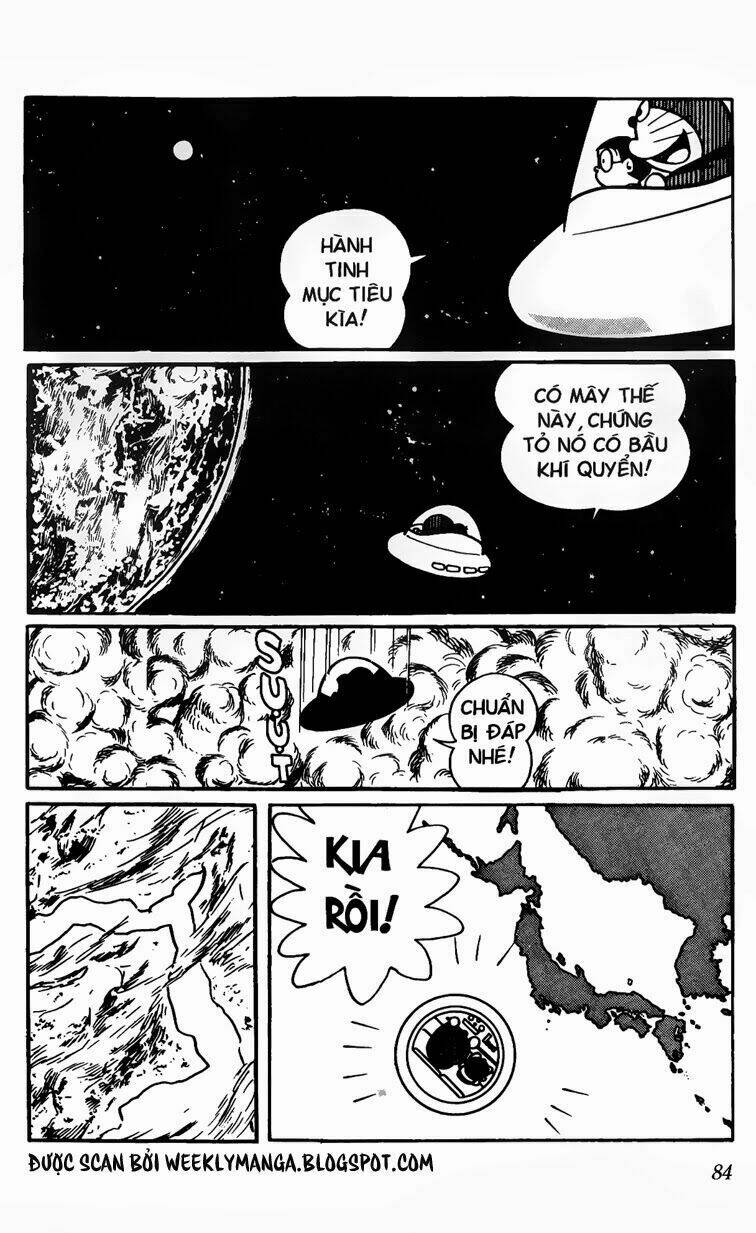 HÀNH
TINH
MỤC TIÊU
KÌA!
CÓ MÂY THẾ
NÀY, CHỨNG
TỎ NÓ CÓ BẦU
KHÍ QUYỂN!
SÚÚT
CHUẨN
BỊ ĐÁP
NHÉ!
KIA
RỒI!
ĐƯỢC SCAN BỞI WEEKLYMANGA.BLOGSPOT.COM
84